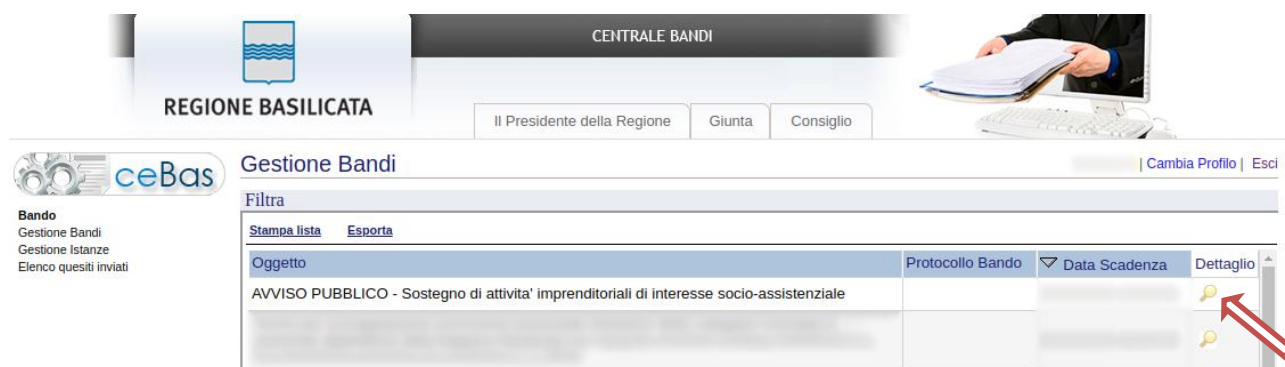 CENTRALE BANDI
REGIONE BASILICATA
Il Presidente della Regione Giunta Consiglio
ceBas
Gestione Bandi
| Cambia Profilo | Esci
Filtra
Bando
Gestione Bandi
Gestione Istanze
Elenco quesiti inviati
Stampa lista Esporta
Oggetto Protocollo Bando Data Scadenza Dettaglio
AVVISO PUBBLICO - Sostegno di attivita' imprenditoriali di interesse socio-assistenziale